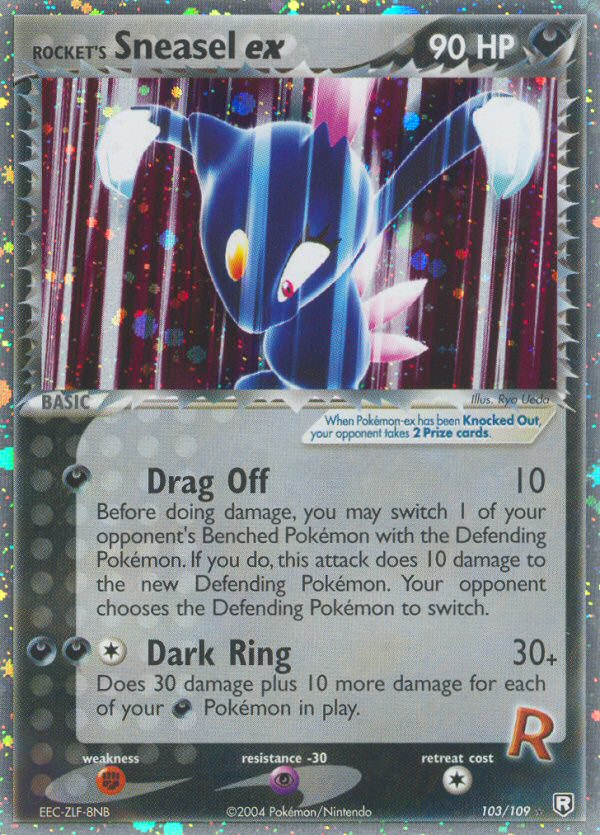 ROCKET'S Sneasel ex 90 HP
BASIC
Illus. Ryo Ueda
When Pokémon-ex has been Knocked Out,
your opponent takes 2 Prize cards.
Drag Off 10
Before doing damage, you may switch 1 of your
opponent's Benched Pokémon with the Defending
Pokémon. If you do, this attack does 10 damage to
the new Defending Pokémon. Your opponent
chooses the Defending Pokémon to switch.
Dark Ring 30+
Does 30 damage plus 10 more damage for each
of your Pokémon in play.
R
weakness resistance -30 retreat cost
EEC-ZLF-8NB ©2004 Pokémon/Nintendo 103/109 ☆ R